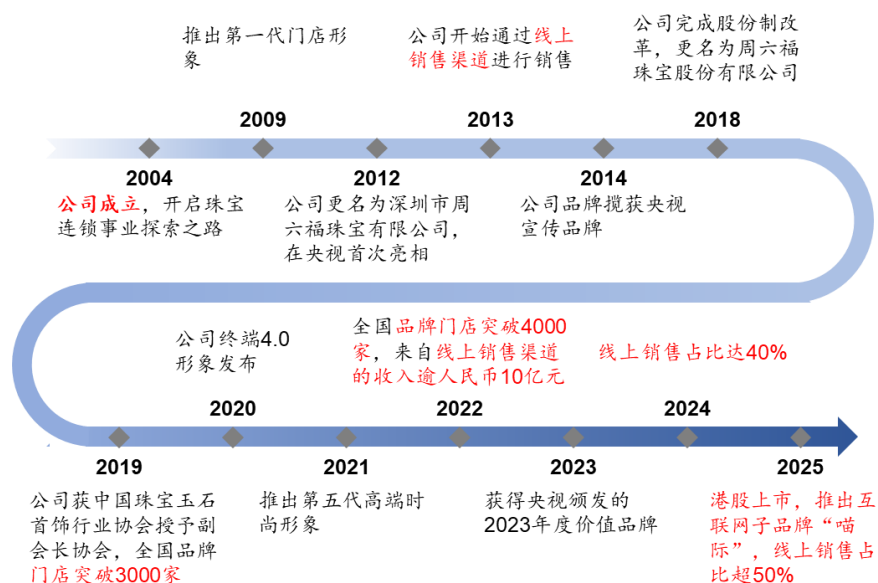 推出第一代门店形
象
公司开始通过线上
销售渠道进行销售
公司完成股份制改
革，更名为周六福
珠宝股份有限公司
2009
2013
2018
2004
2012
2014
公司成立，开启珠宝
连锁事业探索之路
公司更名为深圳市周
六福珠宝有限公司，
在央视首次亮相
公司品牌揽获央视
宣传品牌
公司终端4.0
形象发布
全国品牌门店突破4000
家，来自线上销售渠道
的收入逾人民币10亿元
线上销售占比达40%
2020
2022
2024
2019
2021
2023
2025
公司获中国珠宝玉石
首饰行业协会授予副
会长协会，全国品牌
门店突破3000家
推出第五代高端时
尚形象
获得央视颁发的
2023年度价值品牌
港股上市，推出互
联网子品牌“喵
际”，线上销售占
比超50%